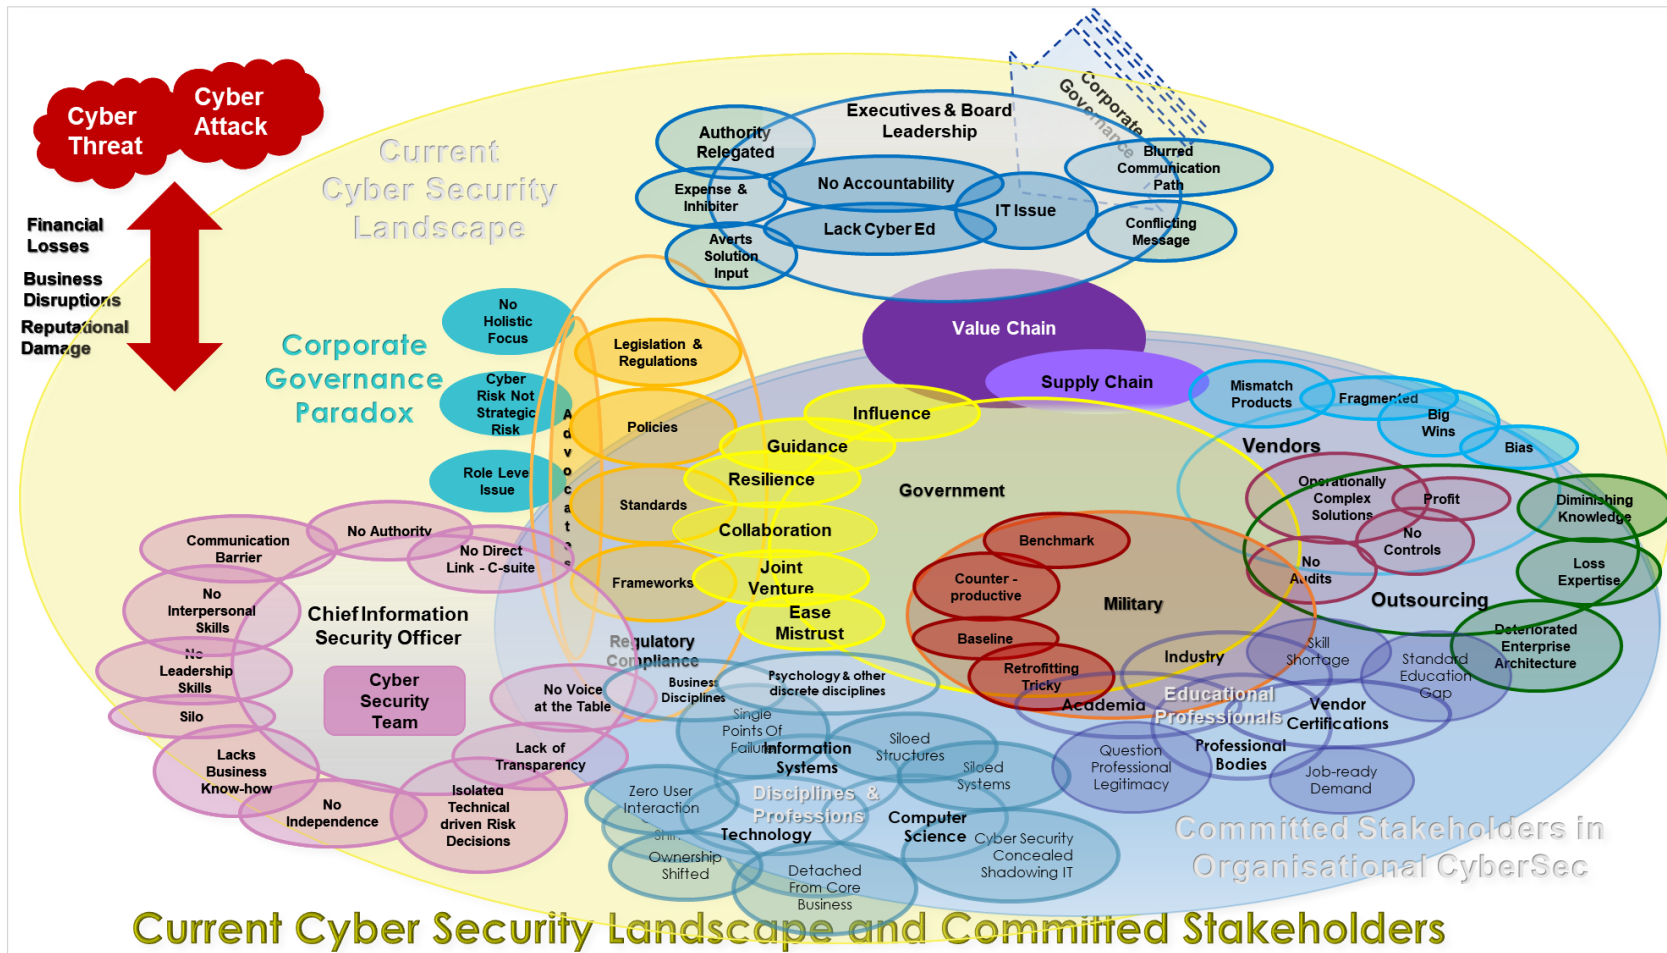 Cyber
Threat
Cyber
Attack
Financial
Losses
Business
Disruptions
Reputational
Damage
Current
Cyber Security
Landscape
Corporate
Governance
Paradox
No
Holistic
Focus
Cyber
Risk Not
Strategic
Risk
Role Level
Issue
Advocates
Legislation &
Regulations
Policies
Standards
Frameworks
Regulatory
Compliance
Executives & Board
Leadership
Authority
Relegated
Expense &
Inhibiter
Averts
Solution
Input
No Accountability
Lack Cyber Ed
IT Issue
Corporate
Governance
Blurred
Communication
Path
Conflicting
Message
Value Chain
Supply Chain
Influence
Guidance
Resilience
Collaboration
Joint
Venture
Ease
Mistrust
Government
Benchmark
Counter -
productive
Baseline
Retrofitting
Tricky
Military
Mismatch
Products
Fragmented
Big
Wins
Bias
Vendors
Operationally
Complex
Solutions
Profit
No
Controls
No
Audits
Diminishing
Knowledge
Loss
Expertise
Outsourcing
Deteriorated
Enterprise
Architecture
Communication
Barrier
No Authority
No Direct
Link - C-suite
No
Interpersonal
Skills
Chief Information
Security Officer
No
Leadership
Skills
Cyber
Security
Team
Silo
No Voice
at the Table
Lacks
Business
Know-how
Lack of
Transparency
No
Independence
Isolated
Technical
driven Risk
Decisions
Business
Disciplines
Psychology & other
discrete disciplines
Single
Points Of
Failure
Information
Systems
Siloed
Structures
Siloed
Systems
Zero User
Interaction
Disciplines &
Professions
Technology
Computer
Science
Ownership
Shifted
Detached
From Core
Business
Cyber Security
Concealed
Shadowing IT
Industry
Skill
Shortage
Standard
Education
Gap
Academia
Educational
Professionals
Vendor
Certifications
Question
Professional
Legitimacy
Professional
Bodies
Job-ready
Demand
Committed Stakeholders in
Organisational CyberSec
Current Cyber Security Landscape and Committed Stakeholders